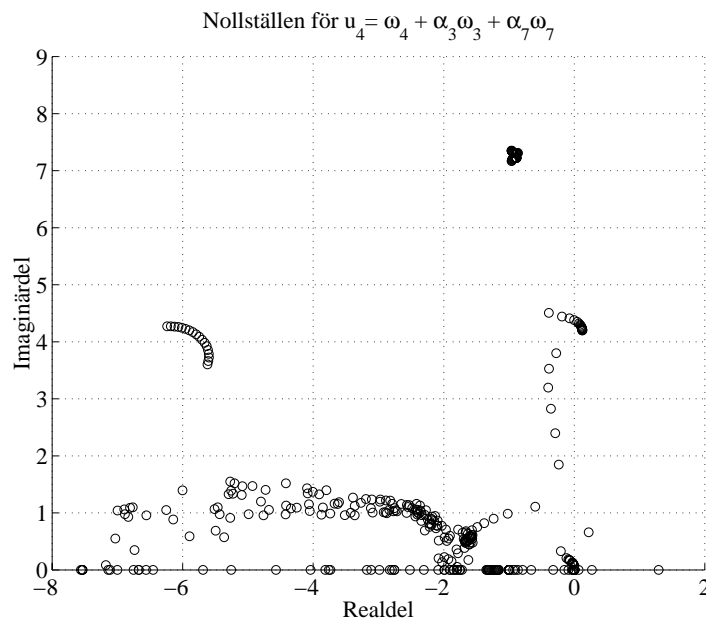 Nollställen för u₄= ω₄ + α₃ω₃ + α₇ω₇
9
8
7
6
5
4
3
2
1
0
Imaginärdel
−8 −6 −4 −2 0 2
Realdel